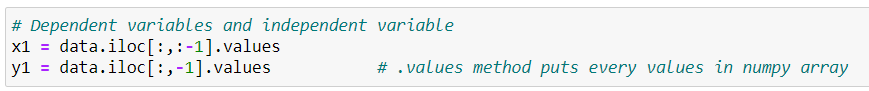 # Dependent variables and independent variable
x1 = data.iloc[:,:-1].values
y1 = data.iloc[:,-1].values # .values method puts every values in numpy array